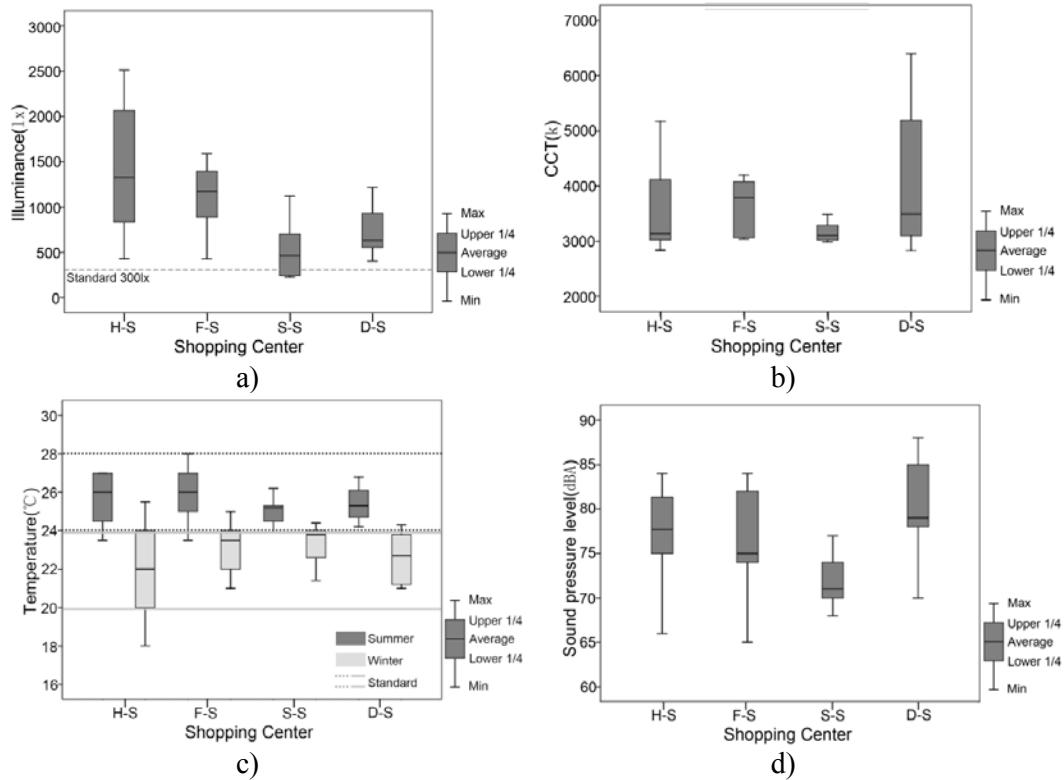 3000
2500
2000
1500
1000
500
0
Illuminance(lx)
Standard 300lx
H-S F-S S-S D-S
Shopping Center
Max
Upper 1/4
Average
Lower 1/4
Min
a)
7000
6000
5000
4000
3000
2000
CCT(k)
H-S F-S S-S D-S
Shopping Center
Max
Upper 1/4
Average
Lower 1/4
Min
b)
30
28
26
24
22
20
18
16
Temperature(℃)
Summer
Winter
Standard
H-S F-S S-S D-S
Shopping Center
Max
Upper 1/4
Average
Lower 1/4
Min
c)
90
85
80
75
70
65
60
Sound pressure level(dBA)
H-S F-S S-S D-S
Shopping Center
Max
Upper 1/4
Average
Lower 1/4
Min
d)